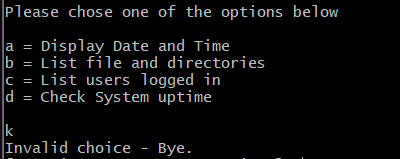 Please chose one of the options below
a = Display Date and Time
b = List file and directories
c = List users logged in
d = Check System uptime
k
Invalid choice - Bye.